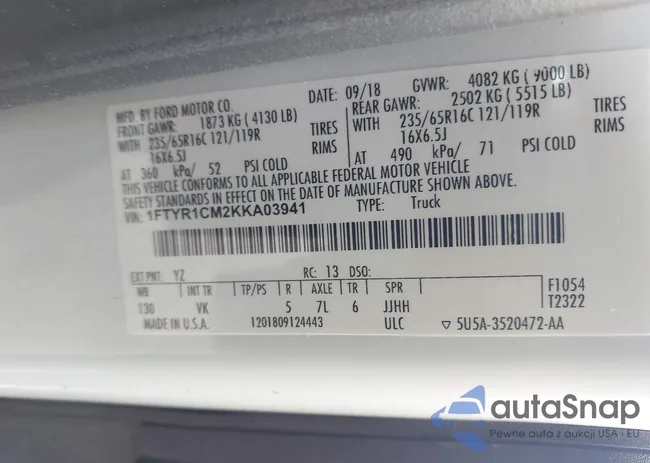 MFD. BY FORD MOTOR CO. DATE: 09/18 GVWR: 4082 KG ( 9000 LB)
FRONT GAWR: 1873 KG ( 4130 LB) REAR GAWR: 2502 KG ( 5515 LB)
WITH 235/65R16C 121/119R TIRES WITH 235/65R16C 121/119R TIRES
16X6.5J RIMS 16X6.5J RIMS
AT 360 kPa/ 52 PSI COLD AT 490 kPa/ 71 PSI COLD
THIS VEHICLE CONFORMS TO ALL APPLICABLE FEDERAL MOTOR VEHICLE
SAFETY STANDARDS IN EFFECT ON THE DATE OF MANUFACTURE SHOWN ABOVE.
VIN: 1FTYR1CM2KKA03941 TYPE: Truck
EXT PNT: YZ RC: 13 DSO:
WB INT TR TP/PS R AXLE TR SPR F1054
T30 VK 5 7L 6 JJHH T2322
MADE IN U.S.A. 1201809124443 ULC ▽ 5U5A-3520472-AA
autoSnap
Pewne auta z aukcji USA i EU